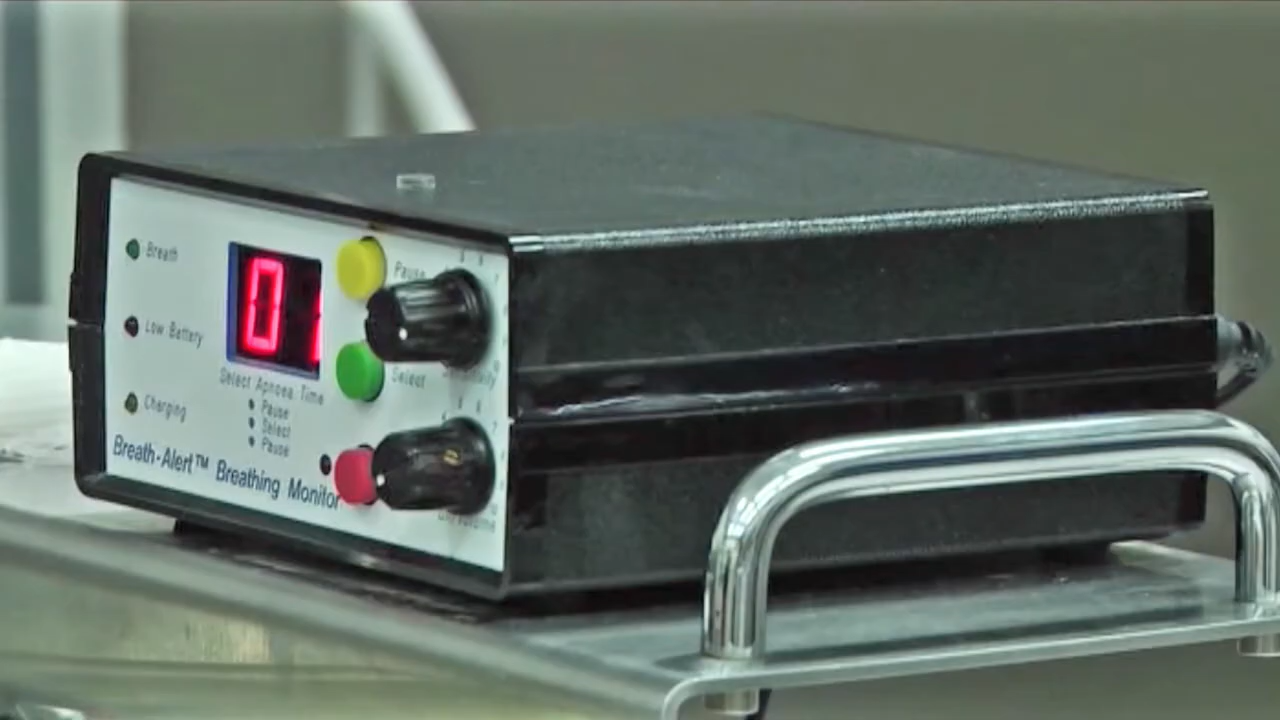 Breath
Low Battery
Charging
01
Pause
Select
Select Apnoea Time
Pause
Select
Pause
Breath-Alert™ Breathing Monitor